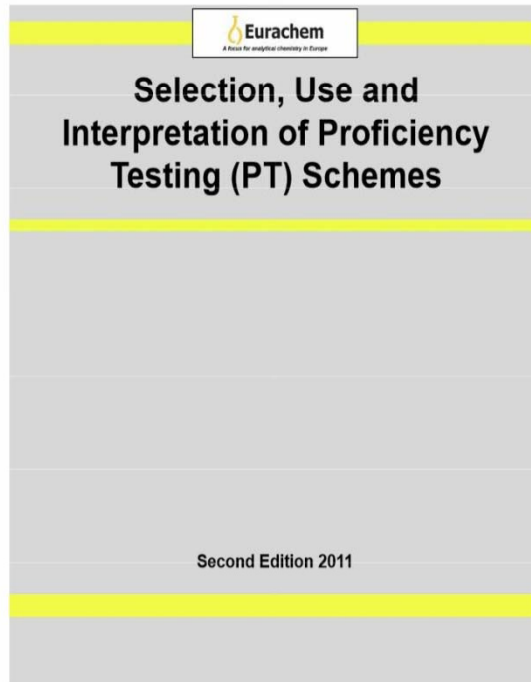 Eurachem
A focus for analytical chemistry in Europe
Selection, Use and
Interpretation of Proficiency
Testing (PT) Schemes
Second Edition 2011